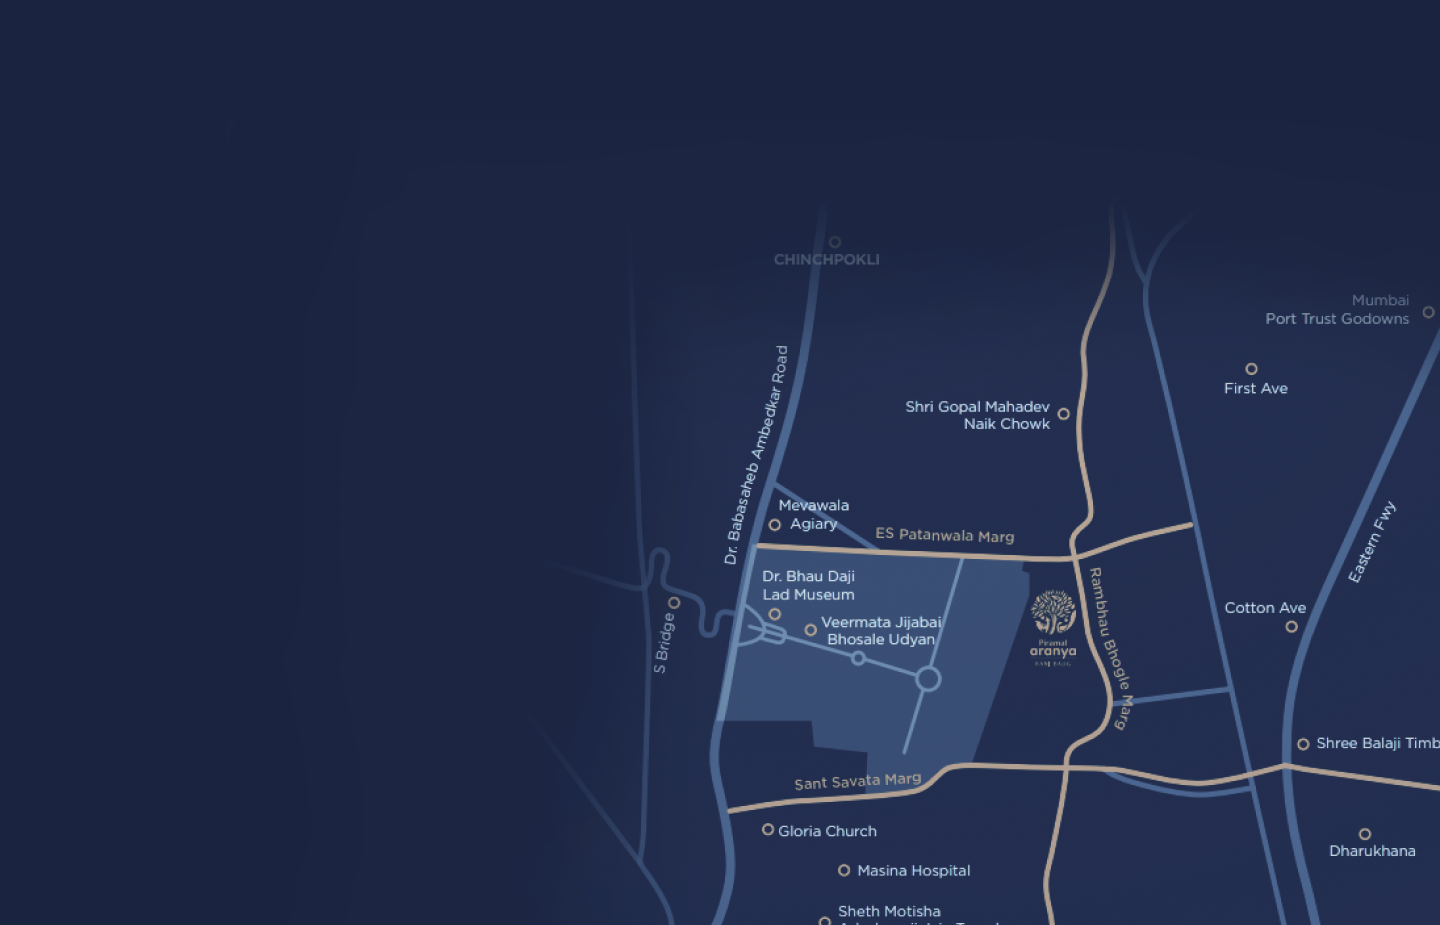 CHINCHPOKLI
Mumbai
Port Trust Godowns
First Ave
Dr. Babasaheb Ambedkar Road
Shri Gopal Mahadev
Naik Chowk
Mevawala
Agiary
ES Patanwala Marg
Eastern Fwy
Dr. Bhau Daji
Lad Museum
Veermata Jijabai
Bhosale Udyan
S Bridge
Piramal
aranya
Rambhau Bhogle Marg
Cotton Ave
Shree Balaji Timb
Sant Savata Marg
Gloria Church
Dharukhana
Masina Hospital
Sheth Motisha